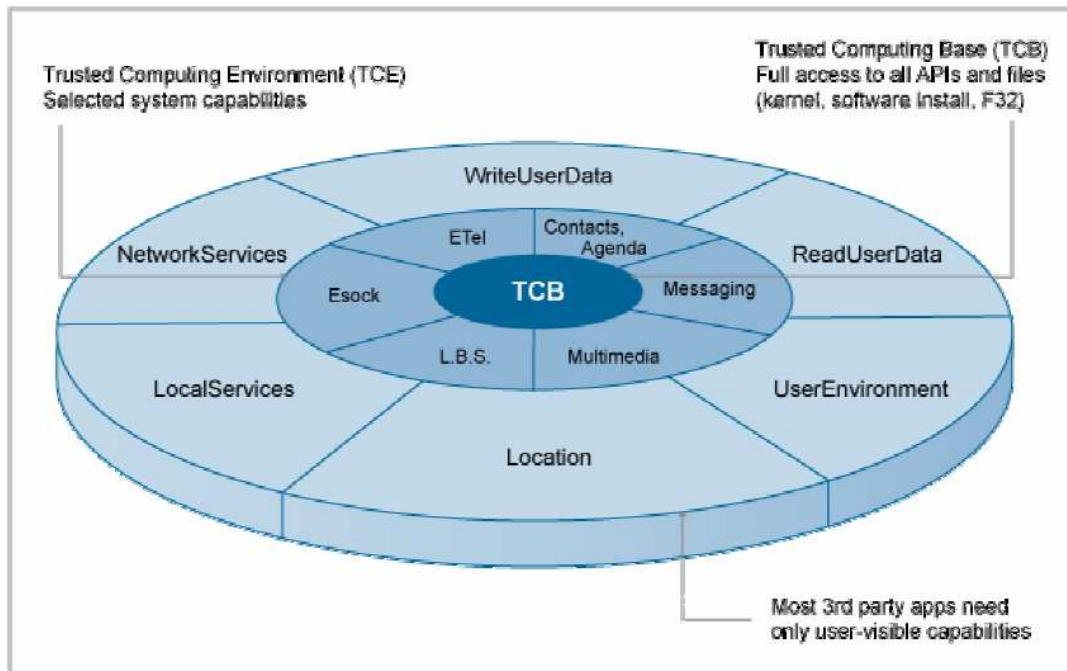 Trusted Computing Environment (TCE)
Selected system capabilities
Trusted Computing Base (TCB)
Full access to all APIs and files
(kernel, software install, F32)
WriteUserData
NetworkServices
ReadUserData
ETel
Contacts,
Agenda
Esock
TCB
Messaging
L.B.S.
Multimedia
LocalServices
UserEnvironment
Location
Most 3rd party apps need
only user-visible capabilities